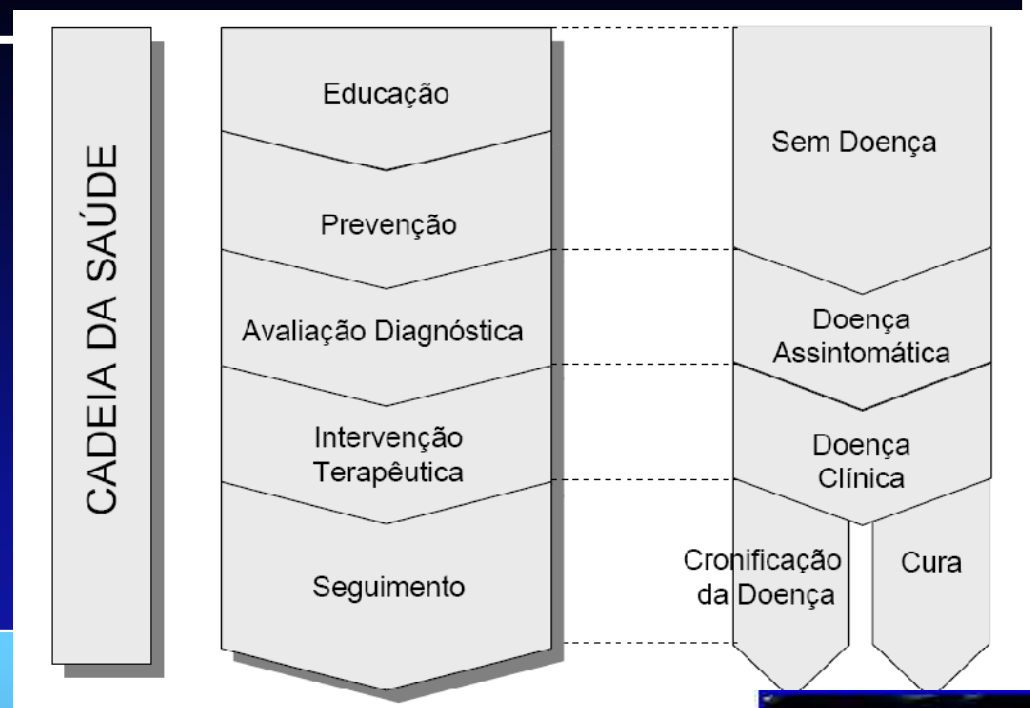 CADEIA DA SAÚDE
Educação
Prevenção
Avaliação Diagnóstica
Intervenção
Terapêutica
Seguimento
Sem Doença
Doença
Assintomática
Doença
Clínica
Cronificação
da Doença
Cura